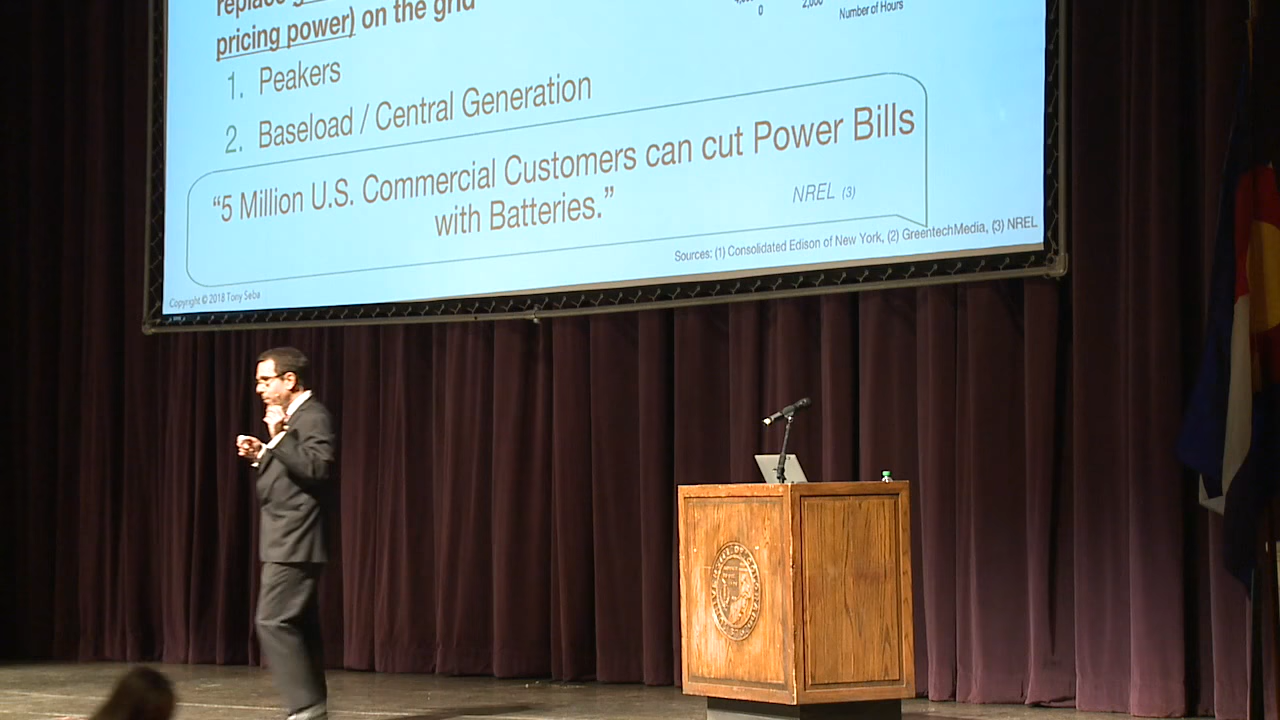 replace
pricing power) on the grid
1. Peakers
2. Baseload / Central Generation
“5 Million U.S. Commercial Customers can cut Power Bills
with Batteries.”
NREL (3)
Sources: (1) Consolidated Edison of New York, (2) GreentechMedia, (3) NREL
Copyright © 2018 Tony Seba
0
2,000
Number of Hours